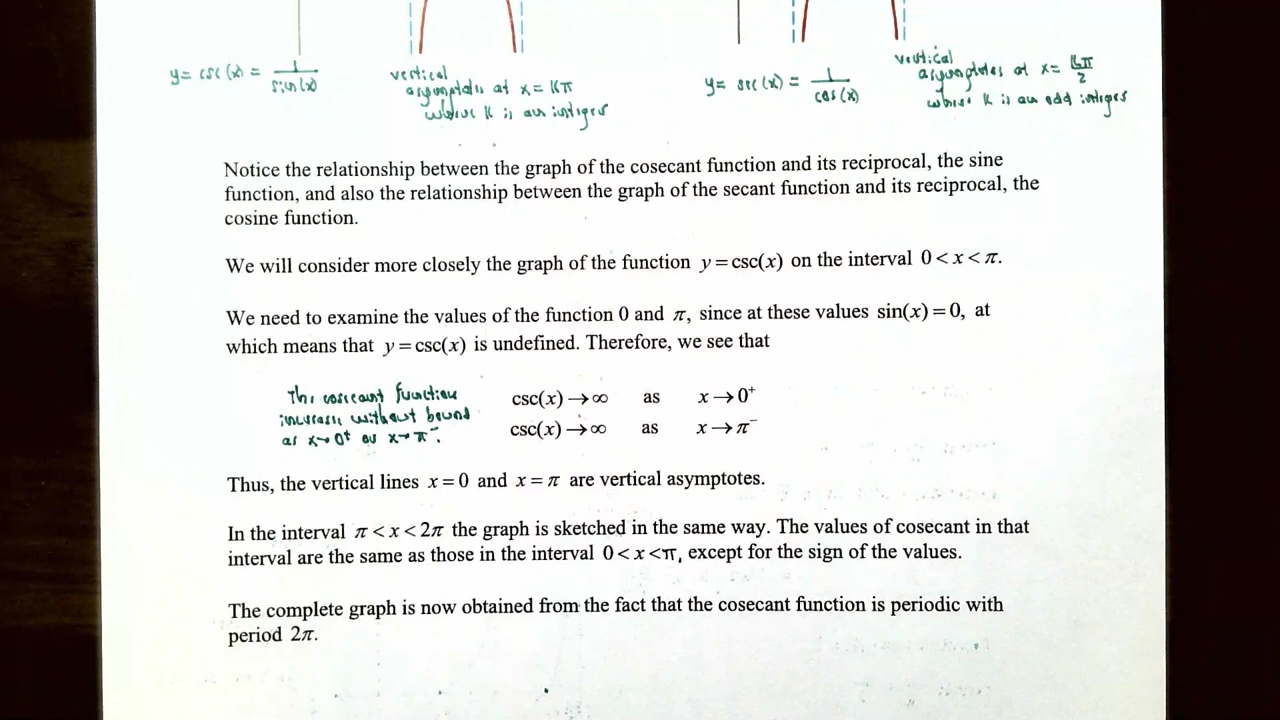 y = csc(x) = 1/sin(x)
vertical
asymptotes at x = kπ
where k is an integer
y = sec(x) = 1/cos(x)
vertical
asymptotes at x = kπ/2
where k is an odd integer
Notice the relationship between the graph of the cosecant function and its reciprocal, the sine
function, and also the relationship between the graph of the secant function and its reciprocal, the
cosine function.
We will consider more closely the graph of the function y = csc(x) on the interval 0 < x < π.
We need to examine the values of the function 0 and π, since at these values sin(x) = 0, at
which means that y = csc(x) is undefined. Therefore, we see that
The cosecant function
increases without bound
as x→0⁺ or x→π⁻.
csc(x) → ∞ as x → 0⁺
csc(x) → ∞ as x → π⁻
Thus, the vertical lines x = 0 and x = π are vertical asymptotes.
In the interval π < x < 2π the graph is sketched in the same way. The values of cosecant in that
interval are the same as those in the interval 0 < x < π, except for the sign of the values.
The complete graph is now obtained from the fact that the cosecant function is periodic with
period 2π.